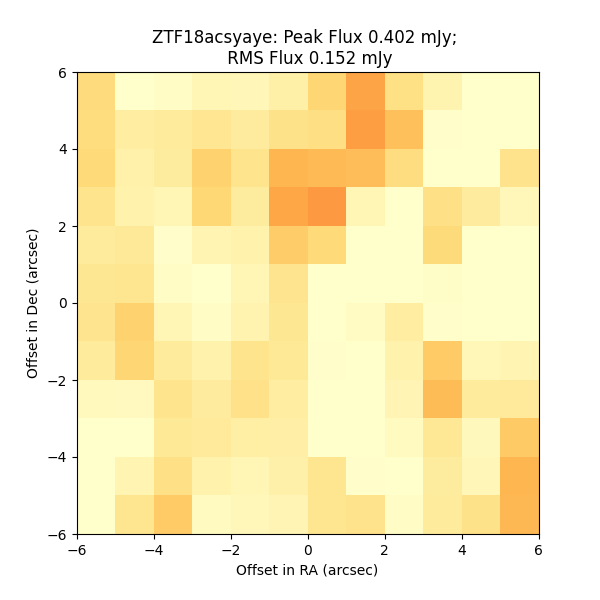 ZTF18acsyaye: Peak Flux 0.402 mJy;
RMS Flux 0.152 mJy
6
4
2
0
−2
−4
−6
Offset in Dec (arcsec)
−6 −4 −2 0 2 4 6
Offset in RA (arcsec)